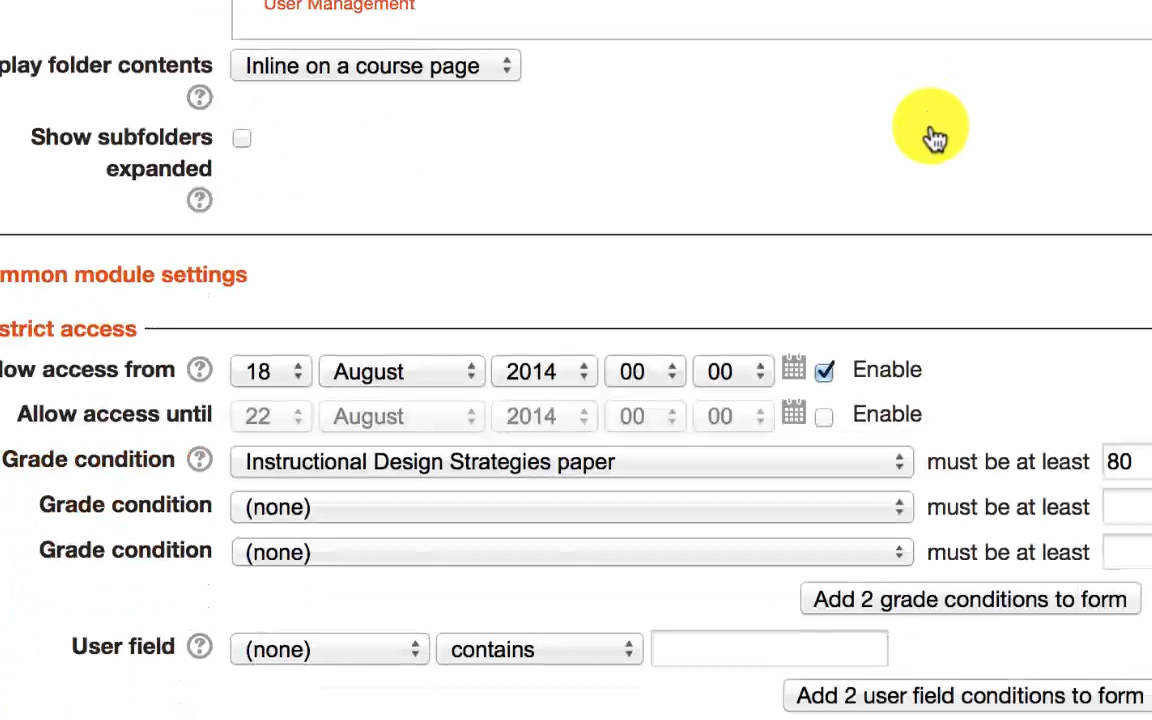 User Management
play folder contents Inline on a course page
?
Show subfolders
expanded
?
mmon module settings
strict access
low access from ? 18 August 2014 00 00 Enable
Allow access until 22 August 2014 00 00 Enable
Grade condition ? Instructional Design Strategies paper must be at least 80
Grade condition (none) must be at least
Grade condition (none) must be at least
Add 2 grade conditions to form
User field ? (none) contains
Add 2 user field conditions to form